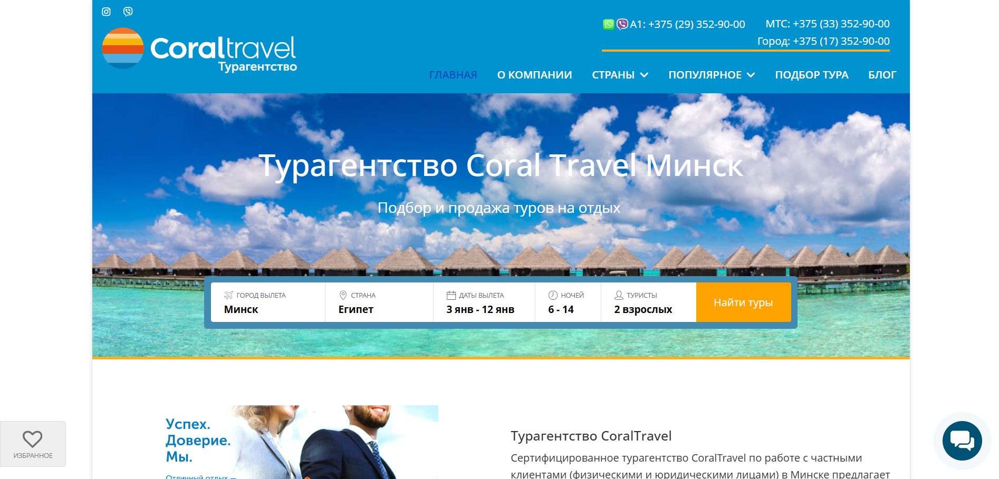 А1: +375 (29) 352-90-00
МТС: +375 (33) 352-90-00
Город: +375 (17) 352-90-00
Coraltravel
Турагентство
ГЛАВНАЯ О КОМПАНИИ СТРАНЫ ПОПУЛЯРНОЕ ПОДБОР ТУРА БЛОГ
Турагентство Coral Travel Минск
Подбор и продажа туров на отдых
ГОРОД ВЫЛЕТА
Минск
СТРАНА
Египет
ДАТЫ ВЫЛЕТА
3 янв - 12 янв
НОЧЕЙ
6 - 14
ТУРИСТЫ
2 взрослых
Найти туры
Успех.
Доверие.
Мы.
Отличный отдых —
Турагентство CoralTravel
Сертифицированное турагентство CoralTravel по работе с частными
клиентами (физическими и юридическими лицами) в Минске предлагает
ИЗБРАННОЕ